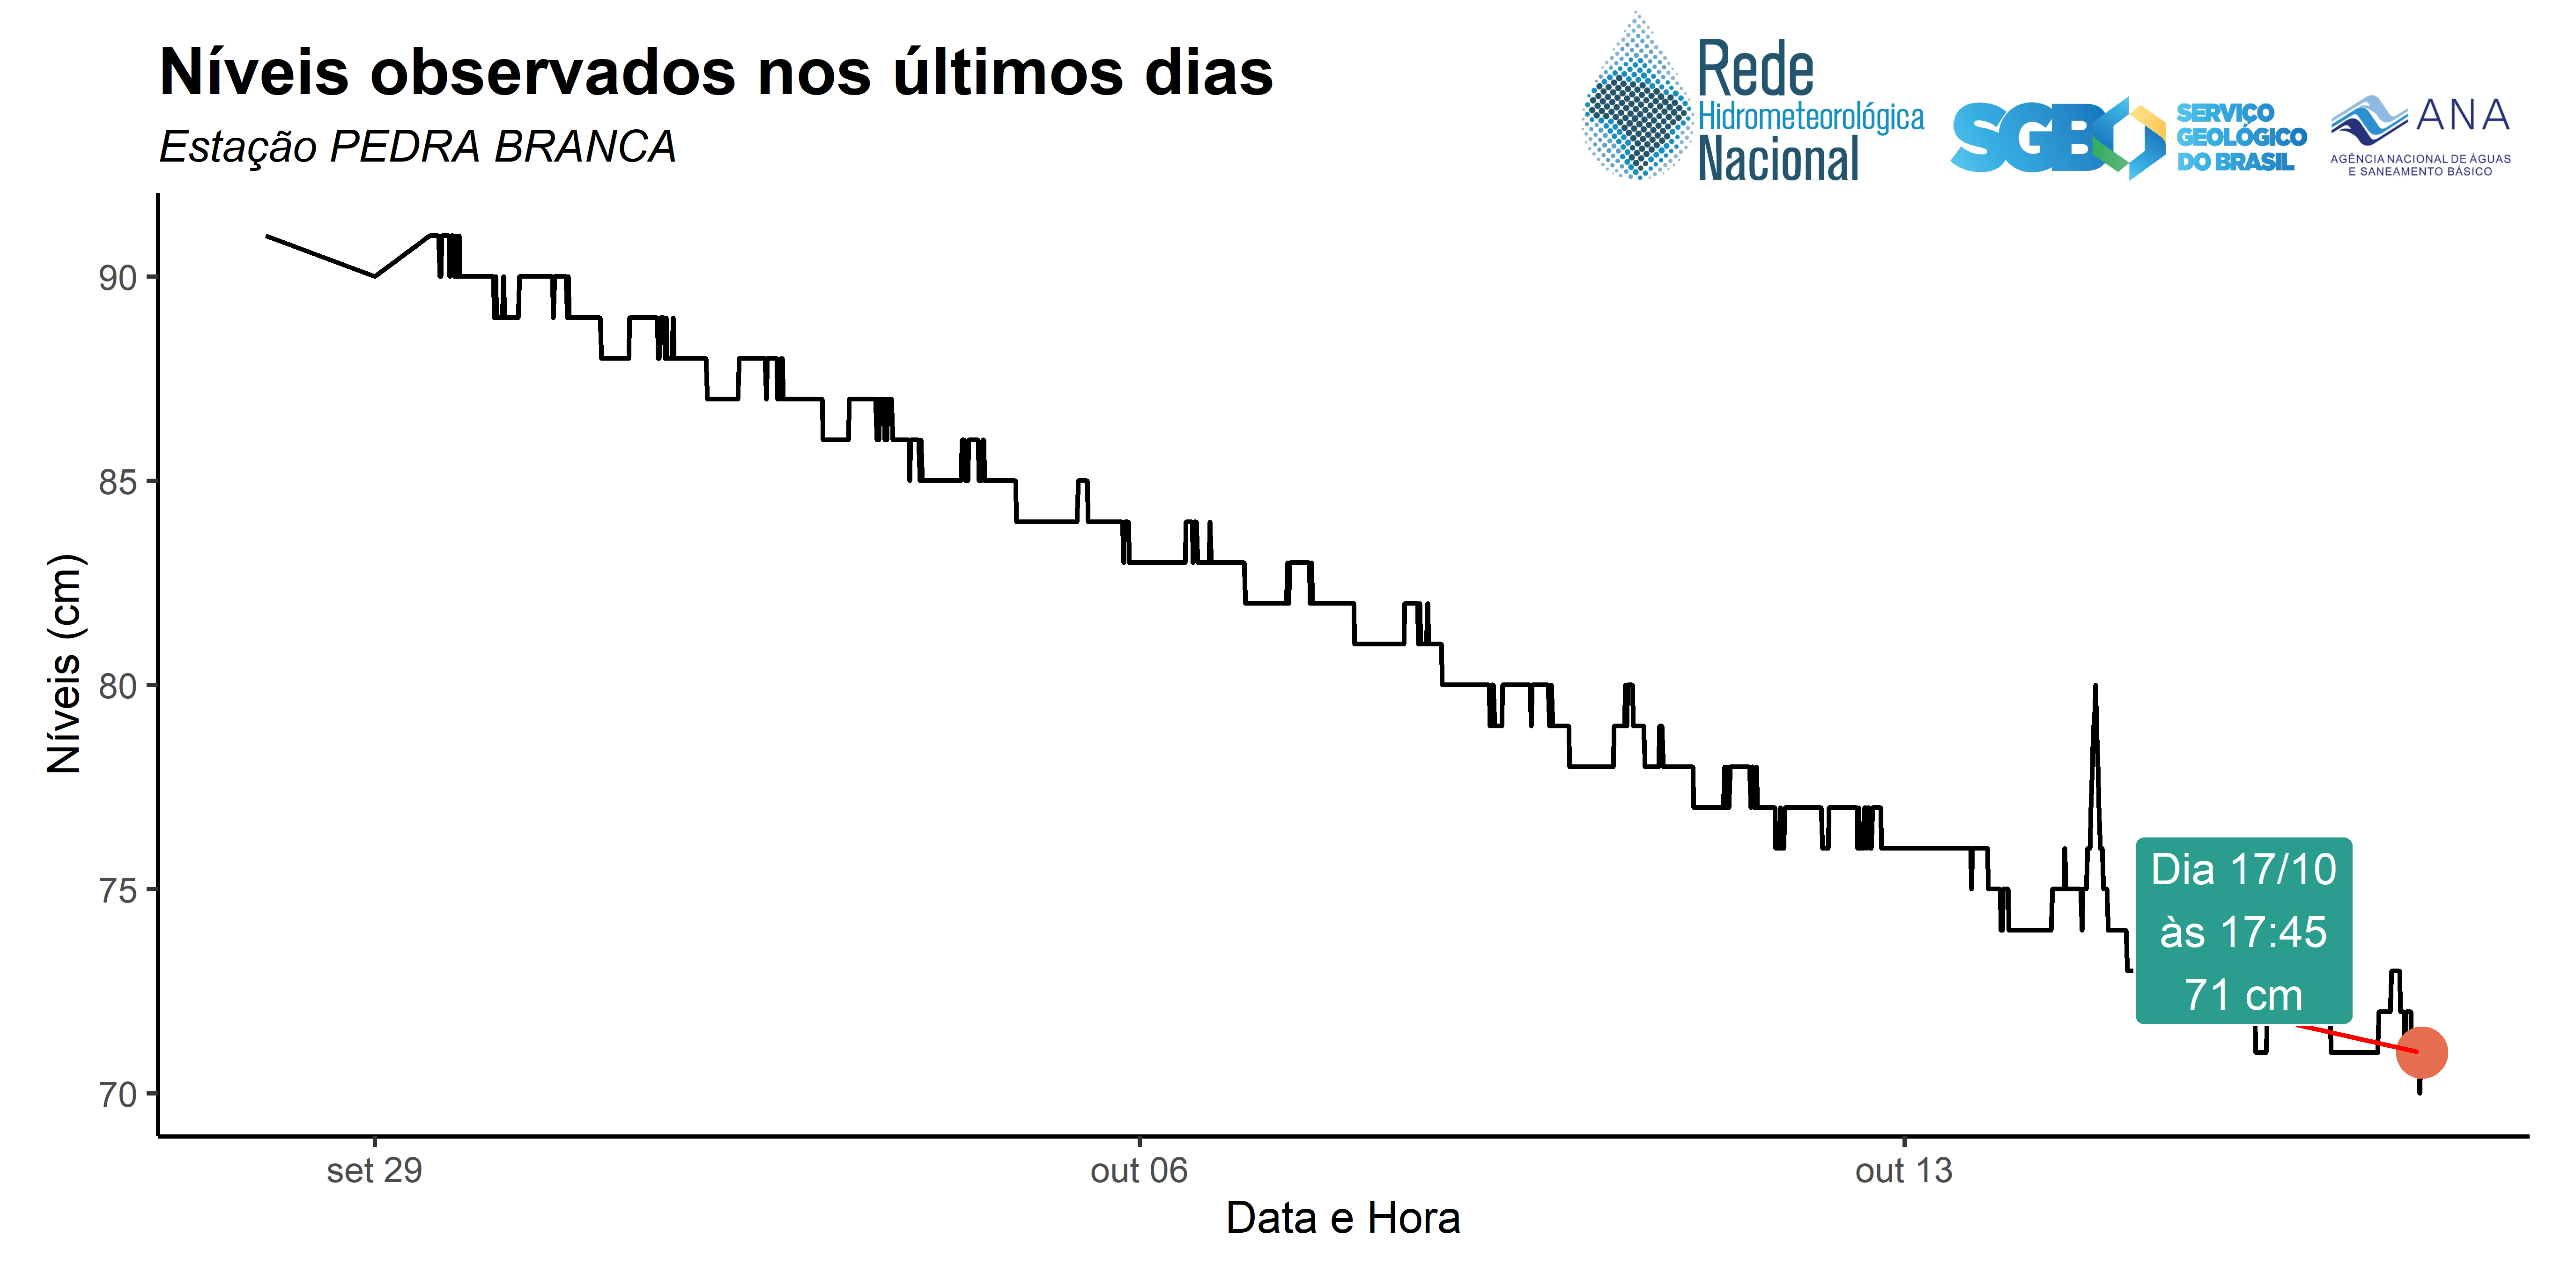 Níveis observados nos últimos dias
Estação PEDRA BRANCA
Rede
Hidrometeorológica
Nacional
SGB
SERVIÇO
GEOLÓGICO
DO BRASIL
ANA
AGÊNCIA NACIONAL DE ÁGUAS
E SANEAMENTO BÁSICO
Níveis (cm)
90
85
80
75
70
Dia 17/10
às 17:45
71 cm
set 29
out 06
out 13
Data e Hora